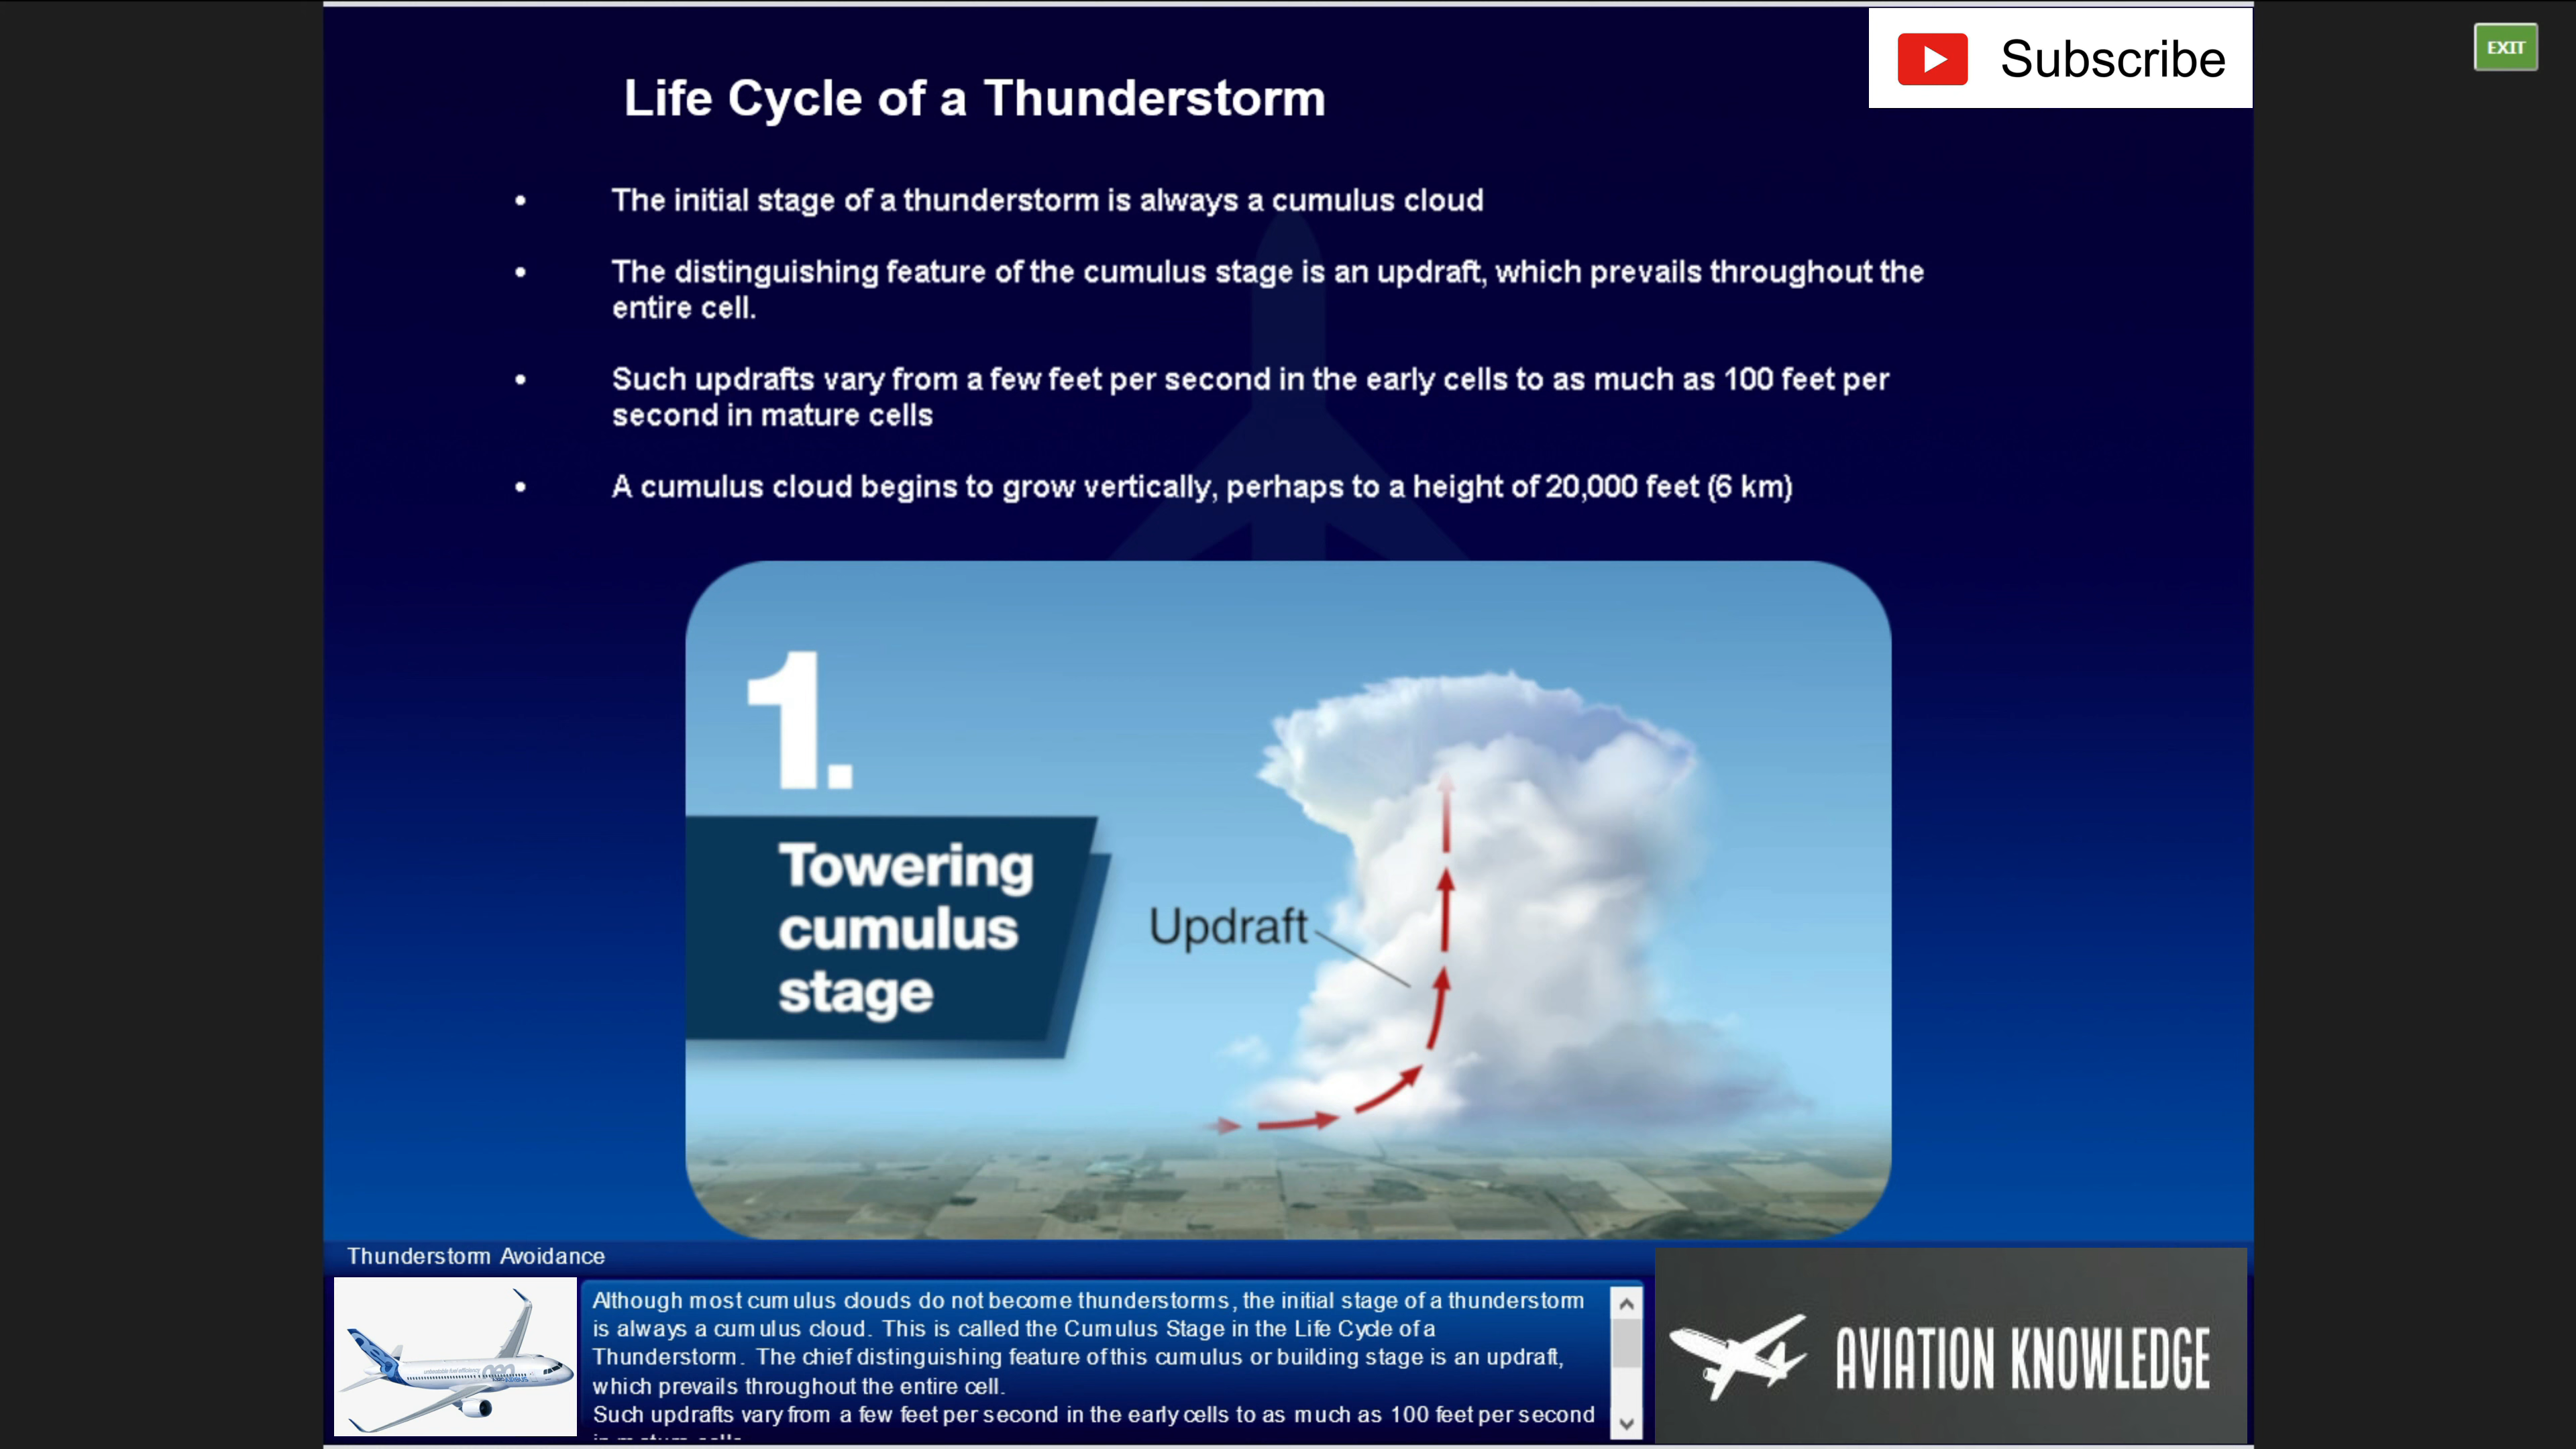 Subscribe
EXIT
Life Cycle of a Thunderstorm
• The initial stage of a thunderstorm is always a cumulus cloud
• The distinguishing feature of the cumulus stage is an updraft, which prevails throughout the
entire cell.
• Such updrafts vary from a few feet per second in the early cells to as much as 100 feet per
second in mature cells
• A cumulus cloud begins to grow vertically, perhaps to a height of 20,000 feet (6 km)
1.
Towering
cumulus
stage
Updraft
Thunderstorm Avoidance
Although most cumulus clouds do not become thunderstorms, the initial stage of a thunderstorm
is always a cumulus cloud. This is called the Cumulus Stage in the Life Cycle of a
Thunderstorm. The chief distinguishing feature of this cumulus or building stage is an updraft,
which prevails throughout the entire cell.
Such updrafts vary from a few feet per second in the early cells to as much as 100 feet per second
neo
AVIATION KNOWLEDGE